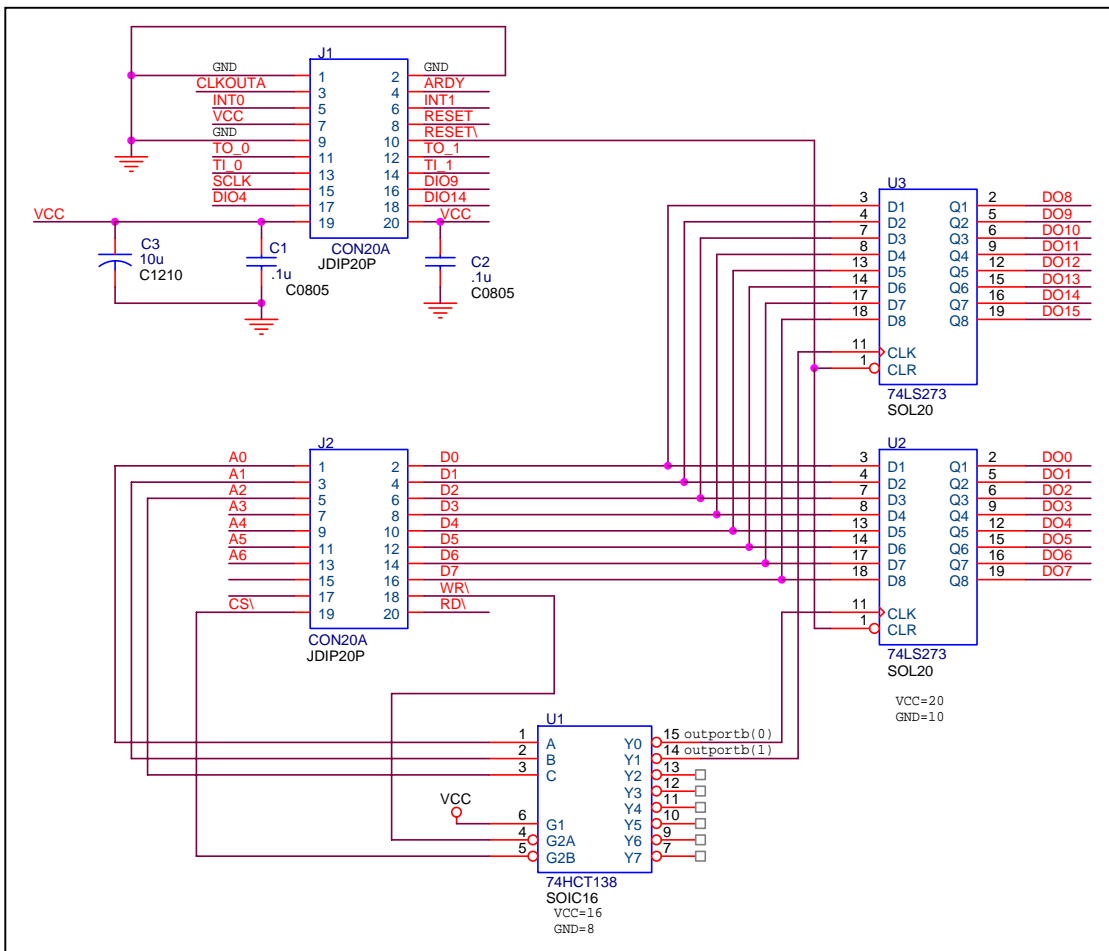 J1
GND 1 2 GND
CLKOUTA 3 4 ARDY
INT0 5 6 INT1
VCC 7 8 RESET
GND 9 10 RESET\
TO_0 11 12 TO_1
TI_0 13 14 TI_1
SCLK 15 16 DIO9
DIO4 17 18 DIO14
VCC 19 20 VCC
CON20A
JDIP20P
C3
10u
C1210
C1
.1u
C0805
C2
.1u
C0805
U3
3 D1 Q1 2 DO8
4 D2 Q2 5 DO9
7 D3 Q3 6 DO10
8 D4 Q4 9 DO11
13 D5 Q5 12 DO12
14 D6 Q6 15 DO13
17 D7 Q7 16 DO14
18 D8 Q8 19 DO15
11 CLK
1 CLR
74LS273
SOL20
J2
A0 1 2 D0
A1 3 4 D1
A2 5 6 D2
A3 7 8 D3
A4 9 10 D4
A5 11 12 D5
A6 13 14 D6
15 16 D7
17 18 WR\
CS\ 19 20 RD\
CON20A
JDIP20P
U2
3 D1 Q1 2 DO0
4 D2 Q2 5 DO1
7 D3 Q3 6 DO2
8 D4 Q4 9 DO3
13 D5 Q5 12 DO4
14 D6 Q6 15 DO5
17 D7 Q7 16 DO6
18 D8 Q8 19 DO7
11 CLK
1 CLR
74LS273
SOL20
VCC=20
GND=10
U1
1 A Y0 15 outportb(0)
2 B Y1 14 outportb(1)
3 C Y2 13
Y3 12
Y4 11
VCC
6 G1 Y5 10
4 G2A Y6 9
5 G2B Y7 7
74HCT138
SOIC16
VCC=16
GND=8